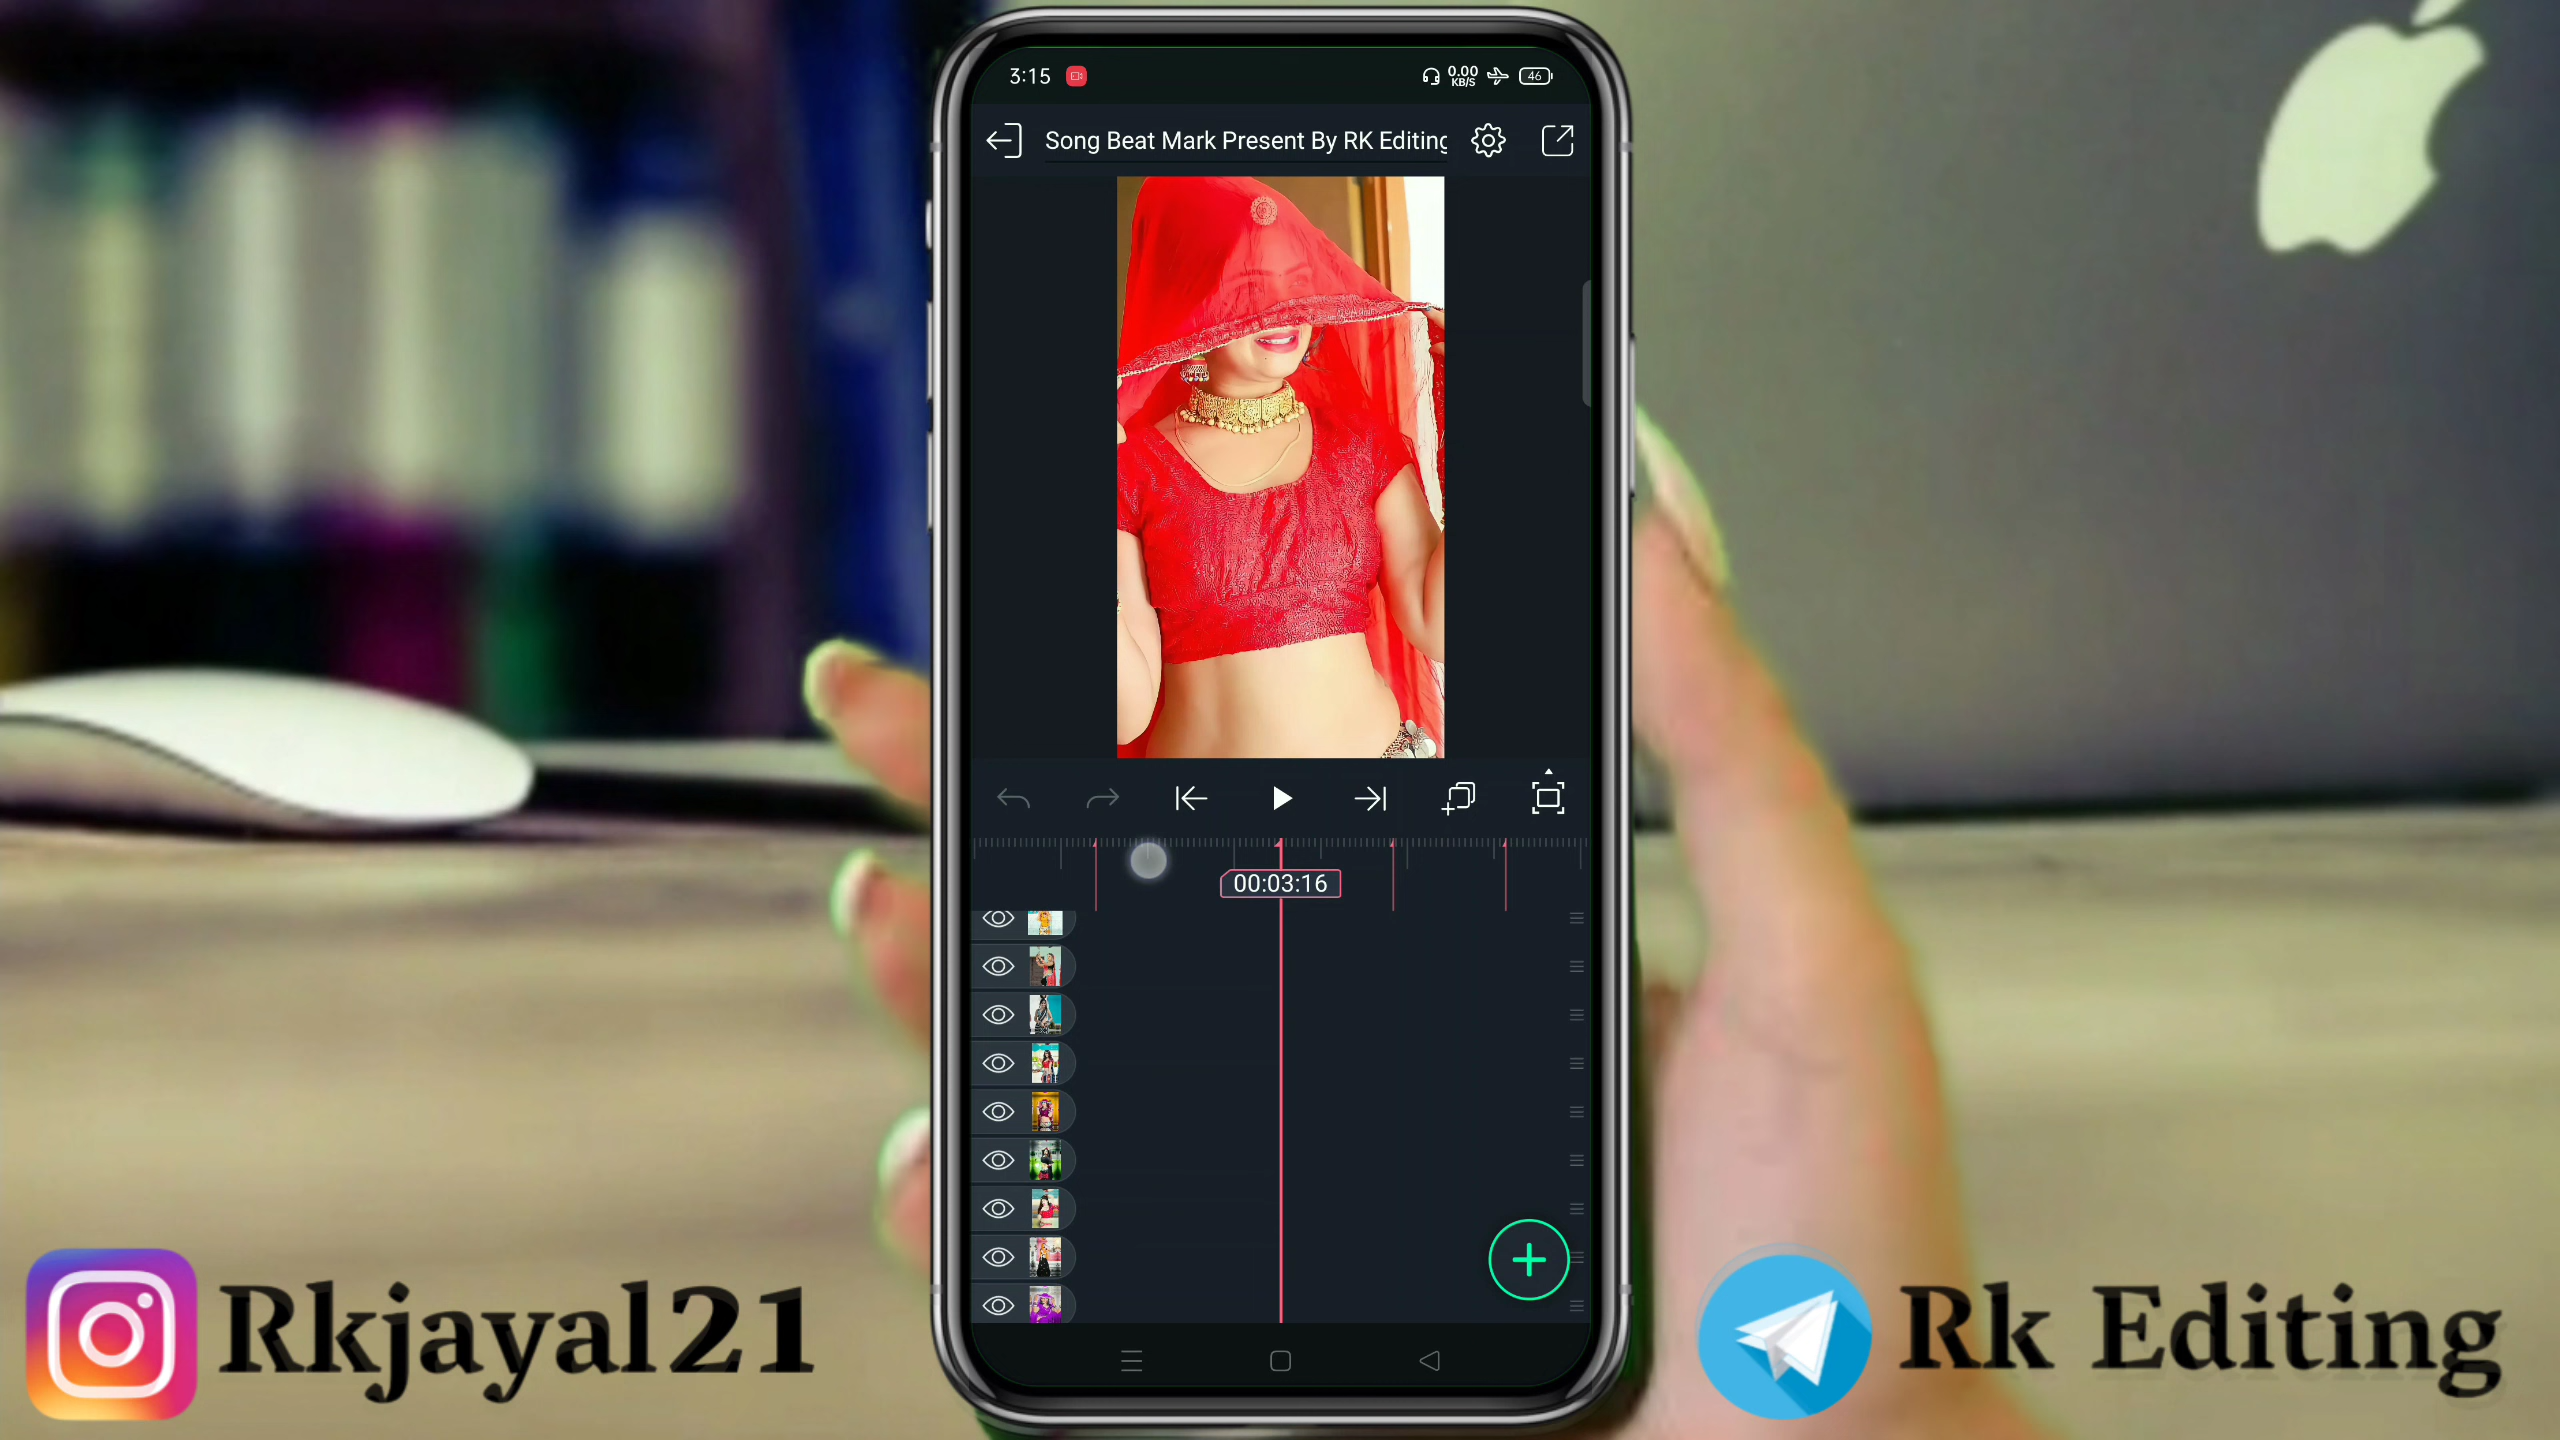 3:15
0.00
KB/S
46
Song Beat Mark Present By RK Editing
00:03:16
Rkjayal21
Rk Editing